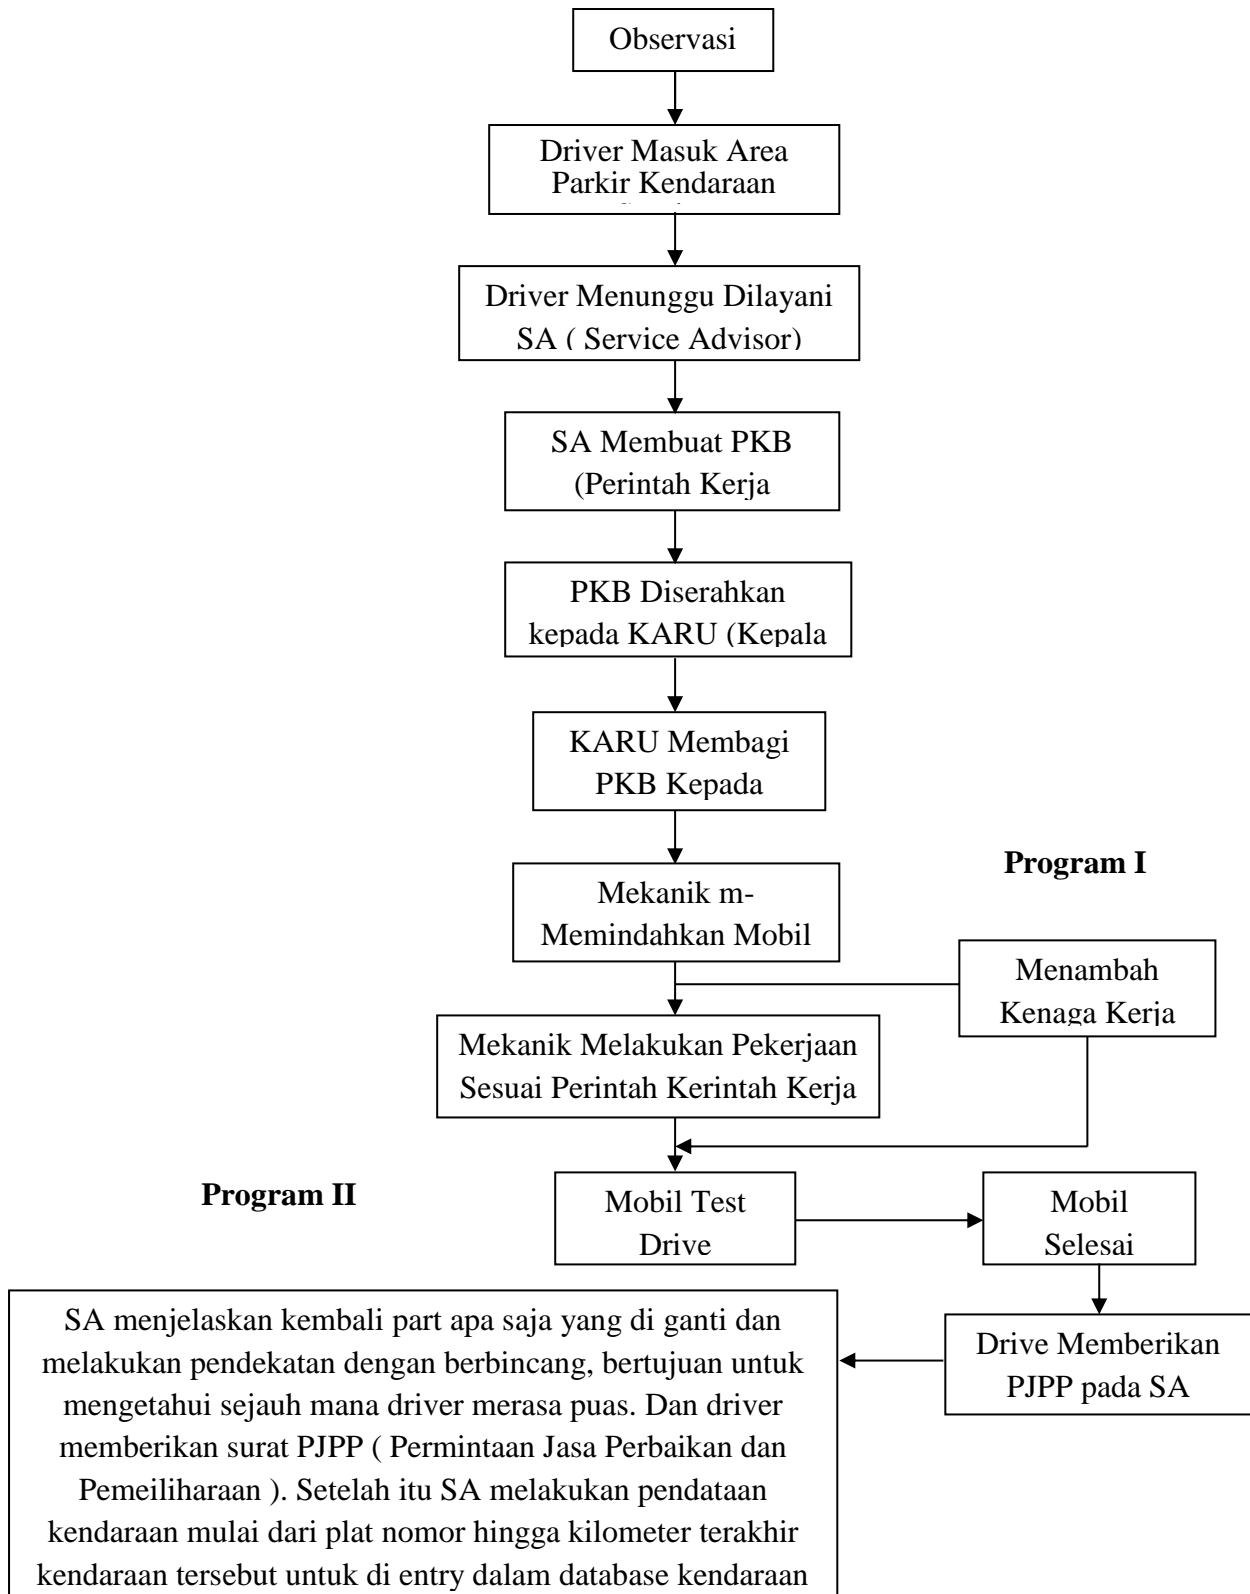 Observasi
Driver Masuk Area
Parkir Kendaraan
Driver Menunggu Dilayani
SA ( Service Advisor)
SA Membuat PKB
(Perintah Kerja
PKB Diserahkan
kepada KARU (Kepala
KARU Membagi
PKB Kepada
Mekanik m-
Memindahkan Mobil
Program I
Menambah
Kenaga Kerja
Mekanik Melakukan Pekerjaan
Sesuai Perintah Kerintah Kerja
Program II
Mobil Test
Drive
Mobil
Selesai
Drive Memberikan
PJPP pada SA
SA menjelaskan kembali part apa saja yang di ganti dan
melakukan pendekatan dengan berbincang, bertujuan untuk
mengetahui sejauh mana driver merasa puas. Dan driver
memberikan surat PJPP ( Permintaan Jasa Perbaikan dan
Pemeiliharaan ). Setelah itu SA melakukan pendataan
kendaraan mulai dari plat nomor hingga kilometer terakhir
kendaraan tersebut untuk di entry dalam database kendaraan